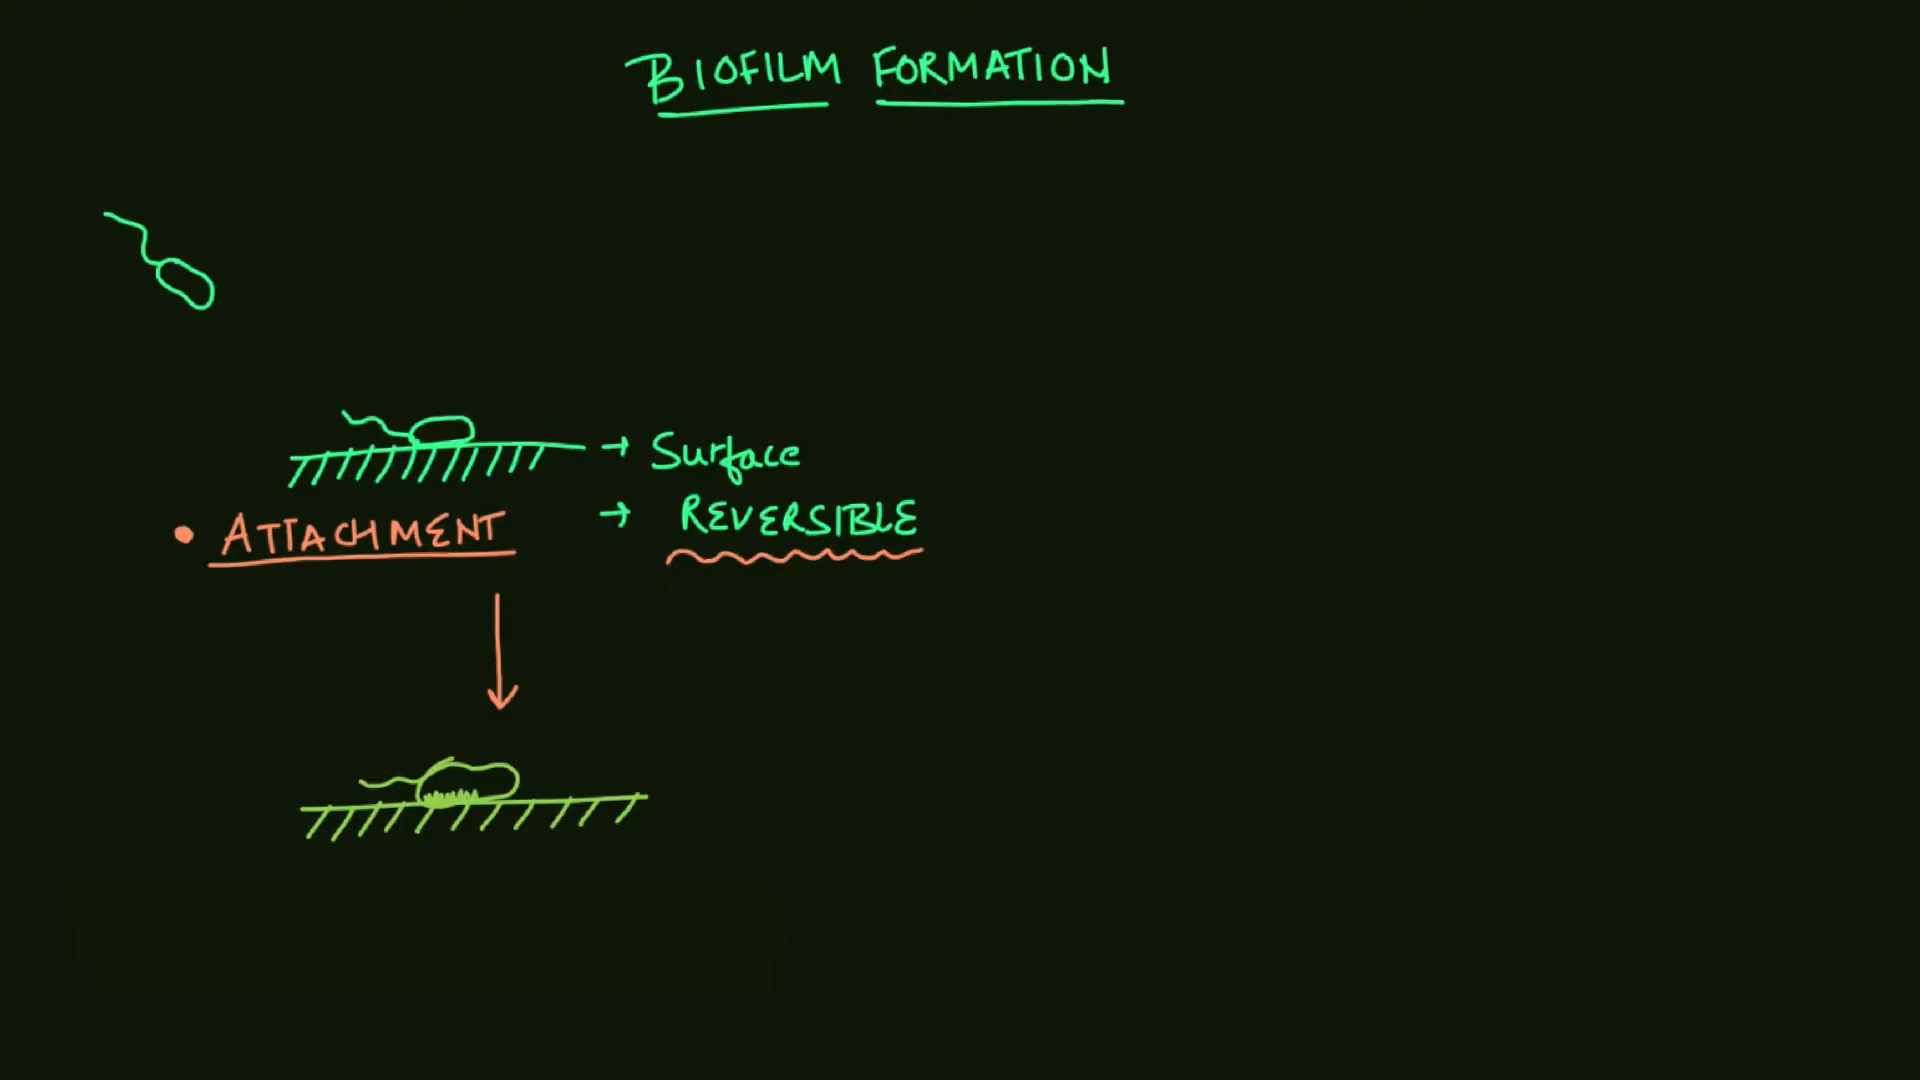 BIOFILM FORMATION
→ Surface
• ATTACHMENT → REVERSIBLE